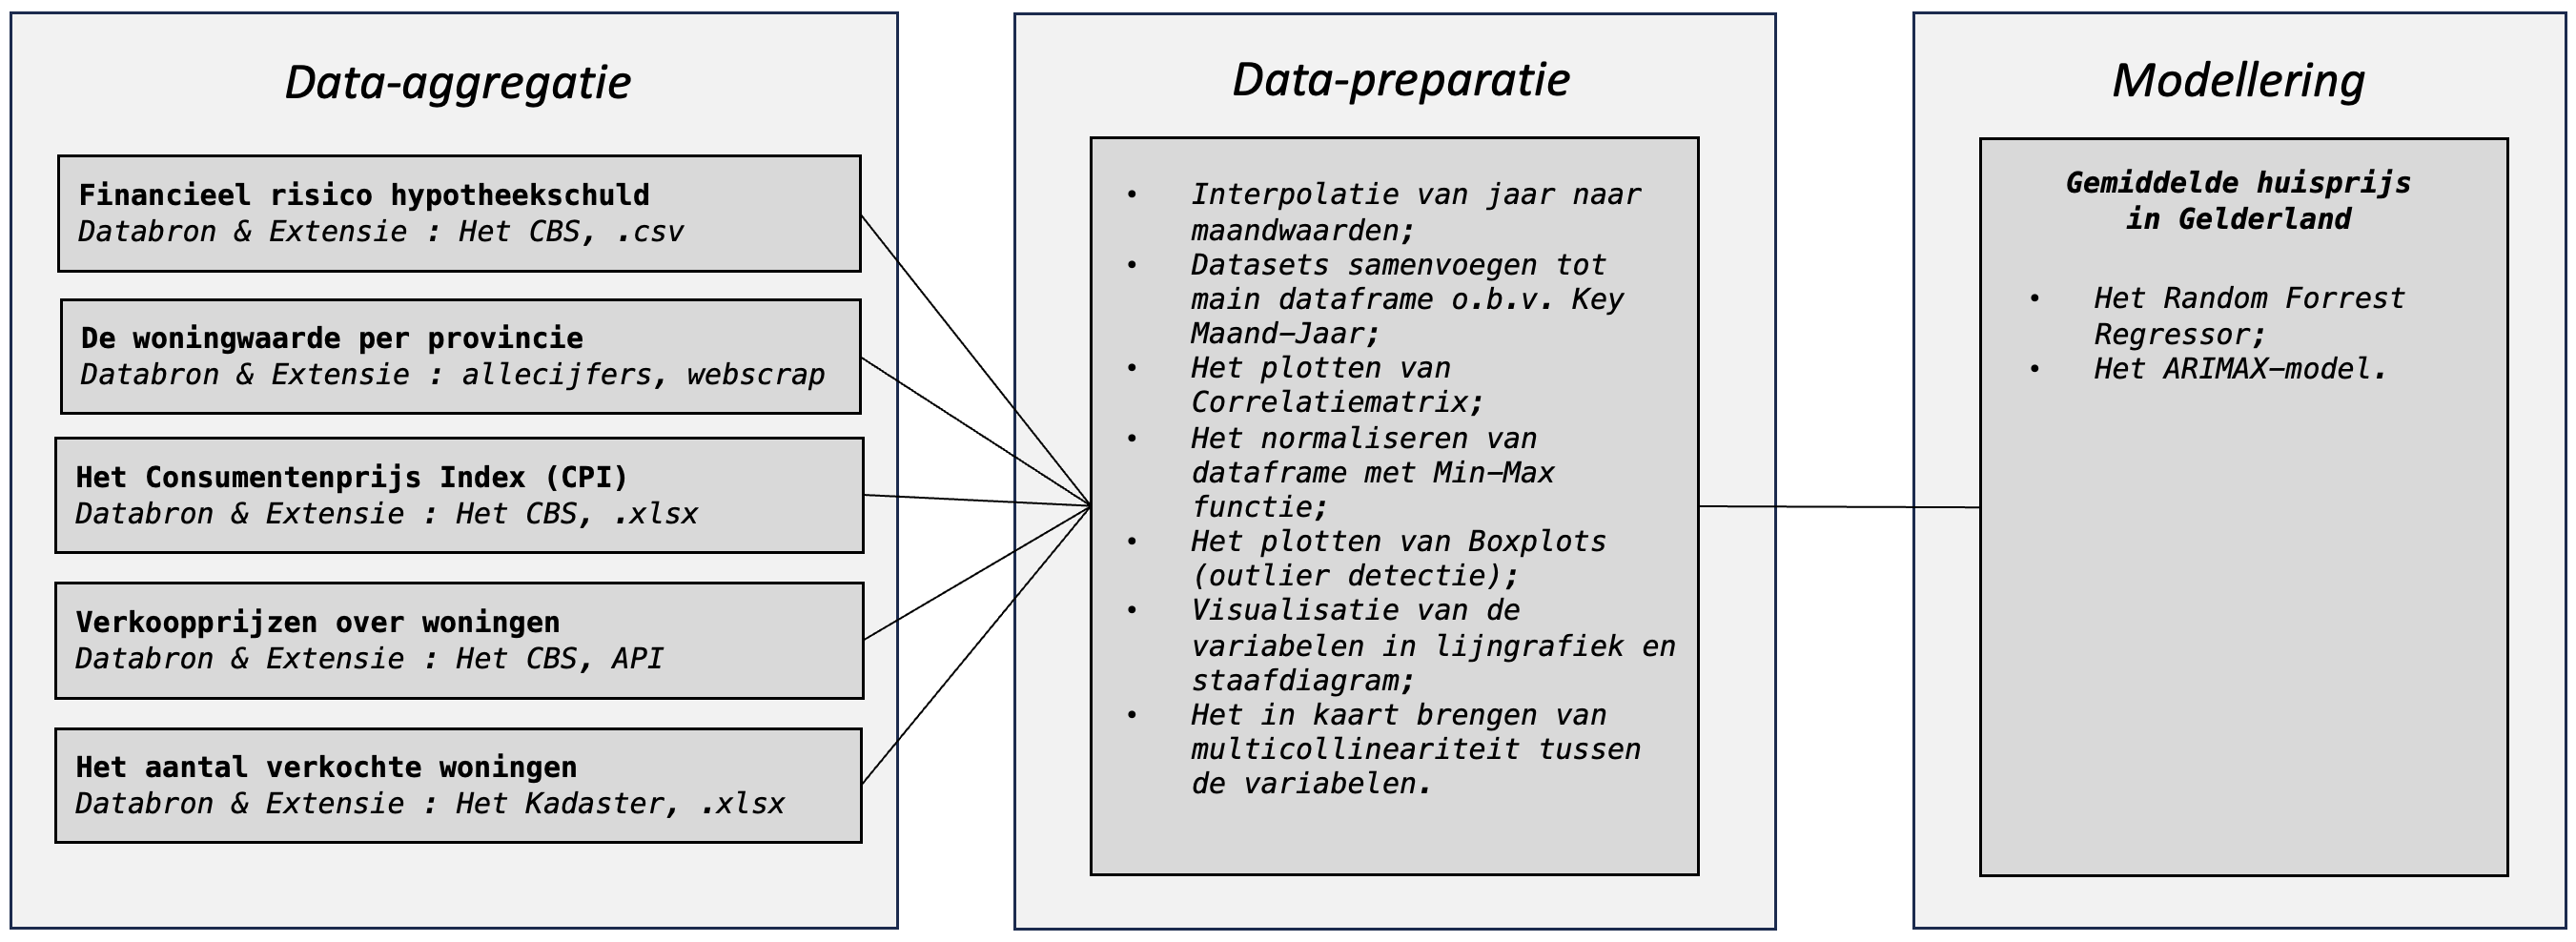 Data-aggregatie
Financieel risico hypotheekschuld
Databron & Extensie : Het CBS, .csv
De woningwaarde per provincie
Databron & Extensie : allecijfers, webscrap
Het Consumentenprijs Index (CPI)
Databron & Extensie : Het CBS, .xlsx
Verkoopprijzen over woningen
Databron & Extensie : Het CBS, API
Het aantal verkochte woningen
Databron & Extensie : Het Kadaster, .xlsx
Data-preparatie
• Interpolatie van jaar naar
maandwaarden;
• Datasets samenvoegen tot
main dataframe o.b.v. Key
Maand–Jaar;
• Het plotten van
Correlatiematrix;
• Het normaliseren van
dataframe met Min–Max
functie;
• Het plotten van Boxplots
(outlier detectie);
• Visualisatie van de
variabelen in lijngrafiek en
staafdiagram;
• Het in kaart brengen van
multicollineariteit tussen
de variabelen.
Modellering
Gemiddelde huisprijs
in Gelderland
• Het Random Forrest
Regressor;
• Het ARIMAX–model.